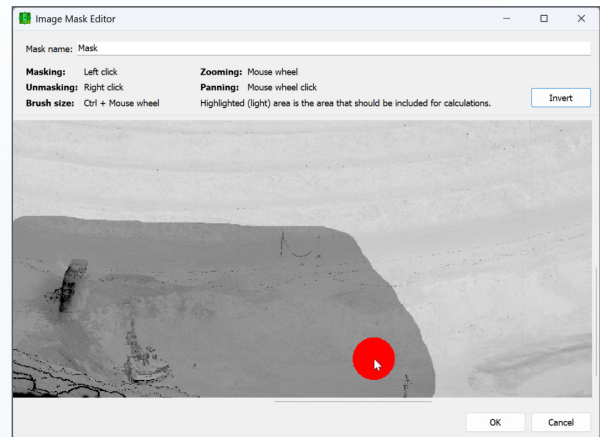 Image Mask Editor
Mask name: Mask
Masking: Left click Zooming: Mouse wheel
Unmasking: Right click Panning: Mouse wheel click
Brush size: Ctrl + Mouse wheel Highlighted (light) area is the area that should be included for calculations.
Invert
OK Cancel